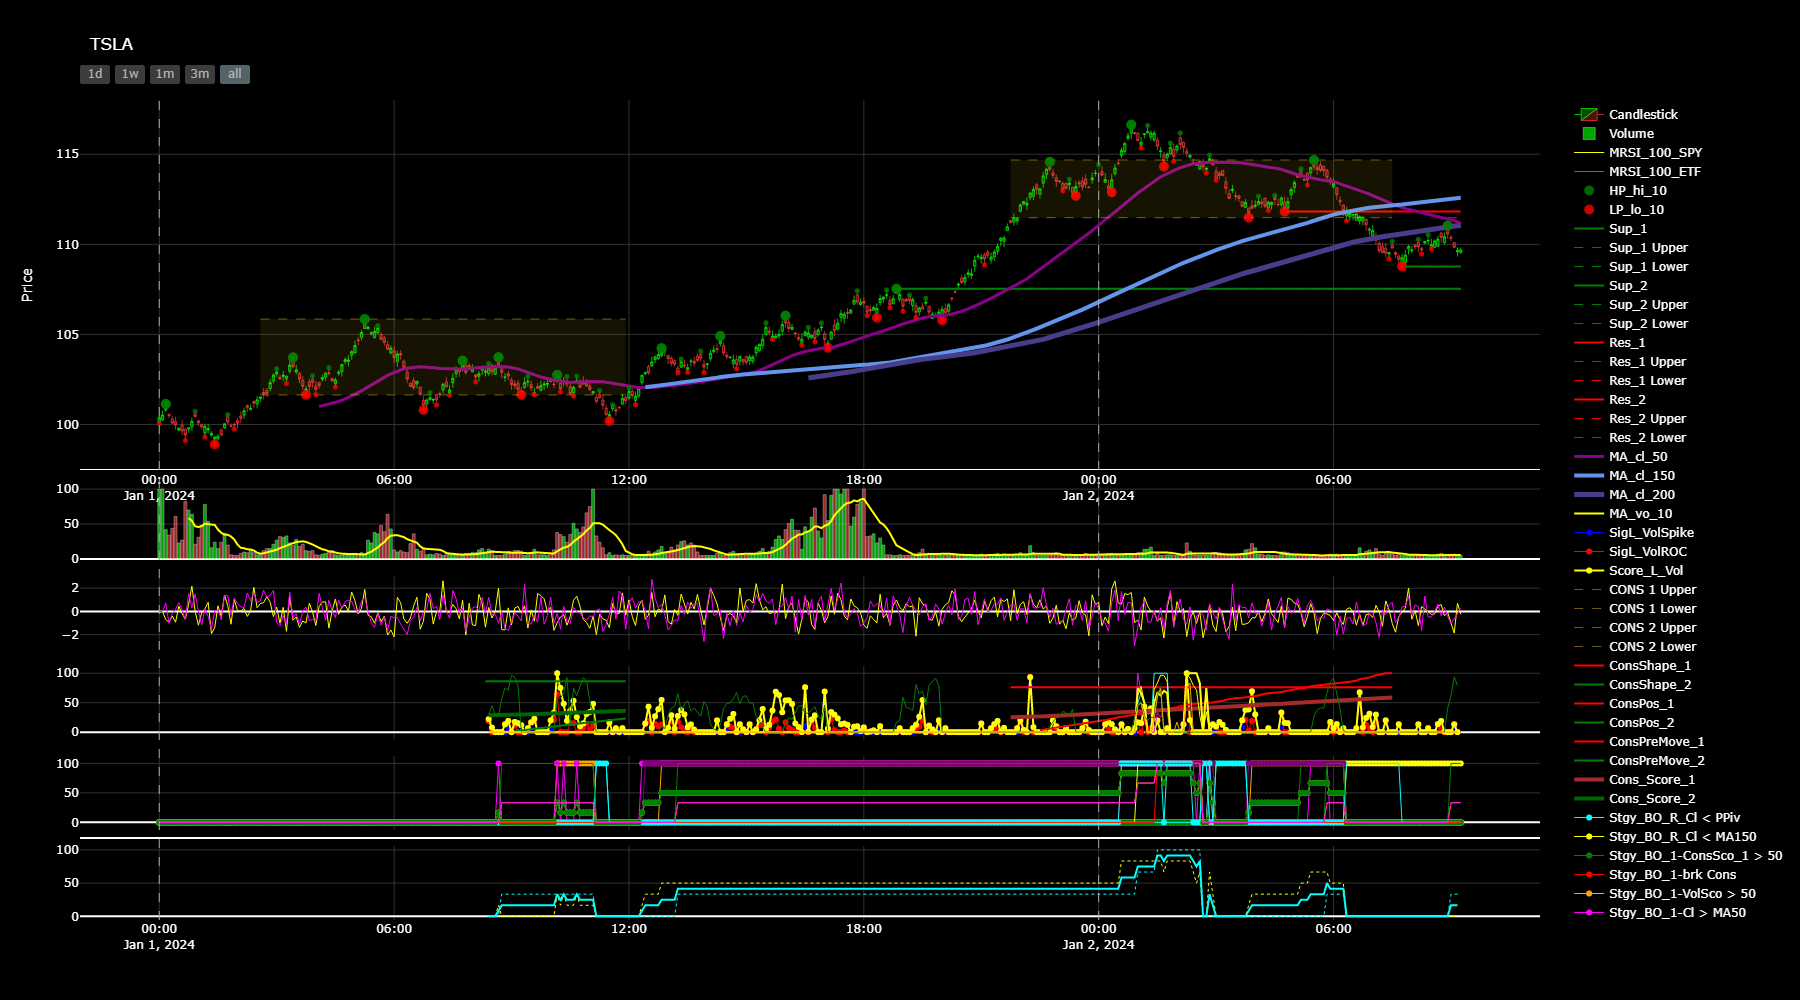 TSLA
1d 1w 1m 3m all
Candlestick
Volume
MRSI_100_SPY
MRSI_100_ETF
HP_hi_10
LP_lo_10
Sup_1
Sup_1 Upper
Sup_1 Lower
Sup_2
Sup_2 Upper
Sup_2 Lower
Res_1
Res_1 Upper
Res_1 Lower
Res_2
Res_2 Upper
Res_2 Lower
MA_cl_50
MA_cl_150
MA_cl_200
MA_vo_10
SigL_VolSpike
SigL_VolROC
Score_L_Vol
CONS 1 Upper
CONS 1 Lower
CONS 2 Upper
CONS 2 Lower
ConsShape_1
ConsShape_2
ConsPos_1
ConsPos_2
ConsPreMove_1
ConsPreMove_2
Cons_Score_1
Cons_Score_2
Stgy_BO_R_Cl < PPiv
Stgy_BO_R_Cl < MA150
Stgy_BO_1-ConsSco_1 > 50
Stgy_BO_1-brk Cons
Stgy_BO_1-VolSco > 50
Stgy_BO_1-Cl > MA50
Price
115
110
105
100
00:00 06:00 12:00 18:00 00:00 06:00
Jan 1, 2024 Jan 2, 2024
100
50
0
2
0
−2
100
50
0
100
50
0
100
50
0
00:00 06:00 12:00 18:00 00:00 06:00
Jan 1, 2024 Jan 2, 2024